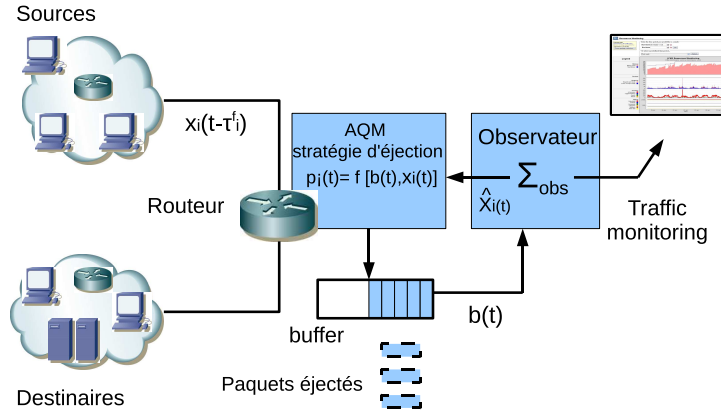 Sources
xi(t-τᶠi)
AQM
stratégie d'éjection
pi(t)= f [b(t),xi(t)]
Observateur
Σobs
X̂i(t)
Routeur
Traffic
monitoring
buffer
b(t)
Paquets éjectés
Destinaires